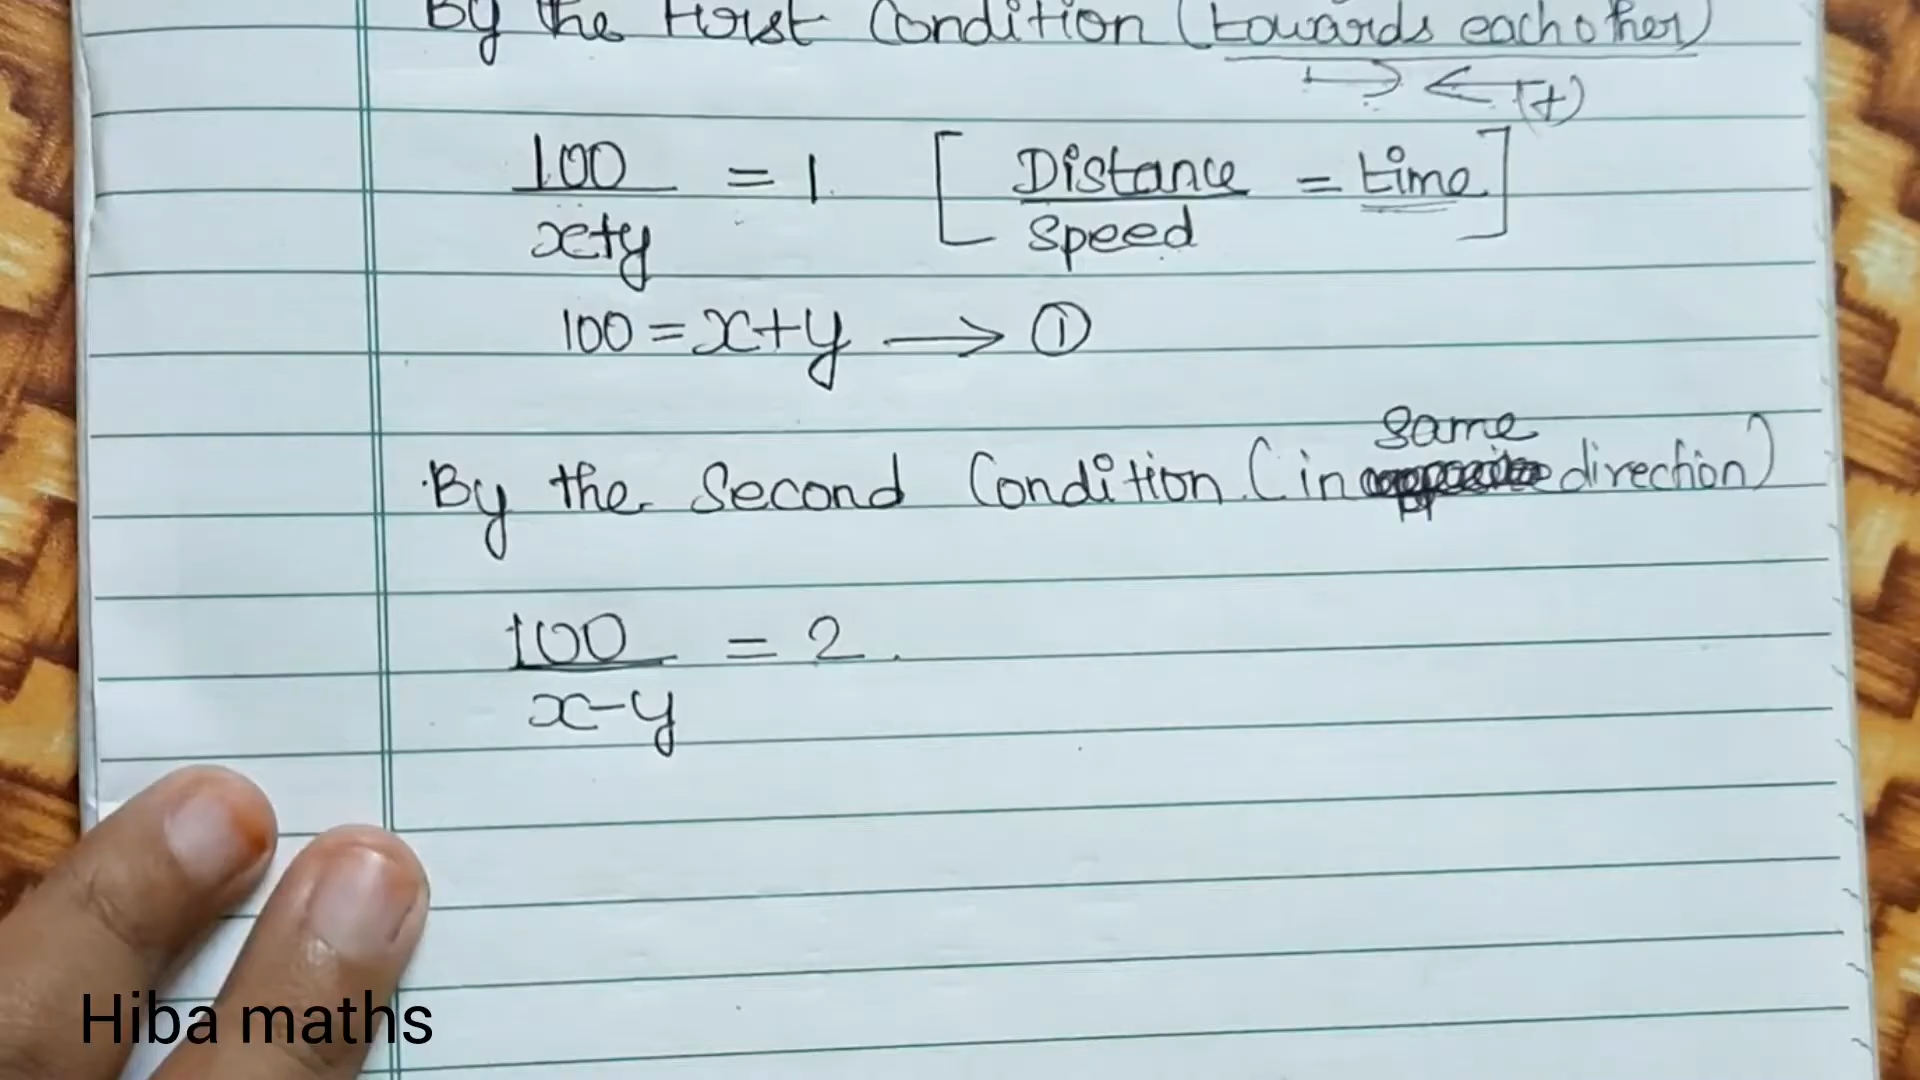 By the First Condition (towards each other)
→ ← (+)
100/x+y = 1 [Distance/Speed = time]
100 = x+y → ①
same
By the Second Condition (in direction)
100/x-y = 2
Hiba maths